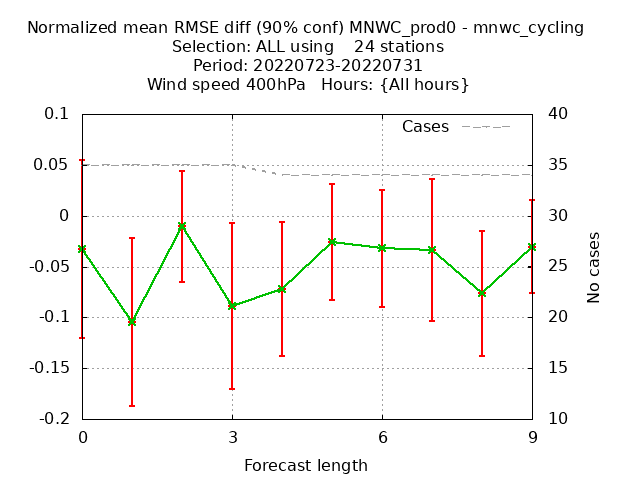 Normalized mean RMSE diff (90% conf) MNWC_prod0 - mnwc_cycling
Selection: ALL using    24 stations
Period: 20220723-20220731
Wind speed 400hPa   Hours: {All hours}
0.1
0.05
0
-0.05
-0.1
-0.15
-0.2
Cases
40
35
30
25
20
15
10
No cases
0
3
6
9
Forecast length